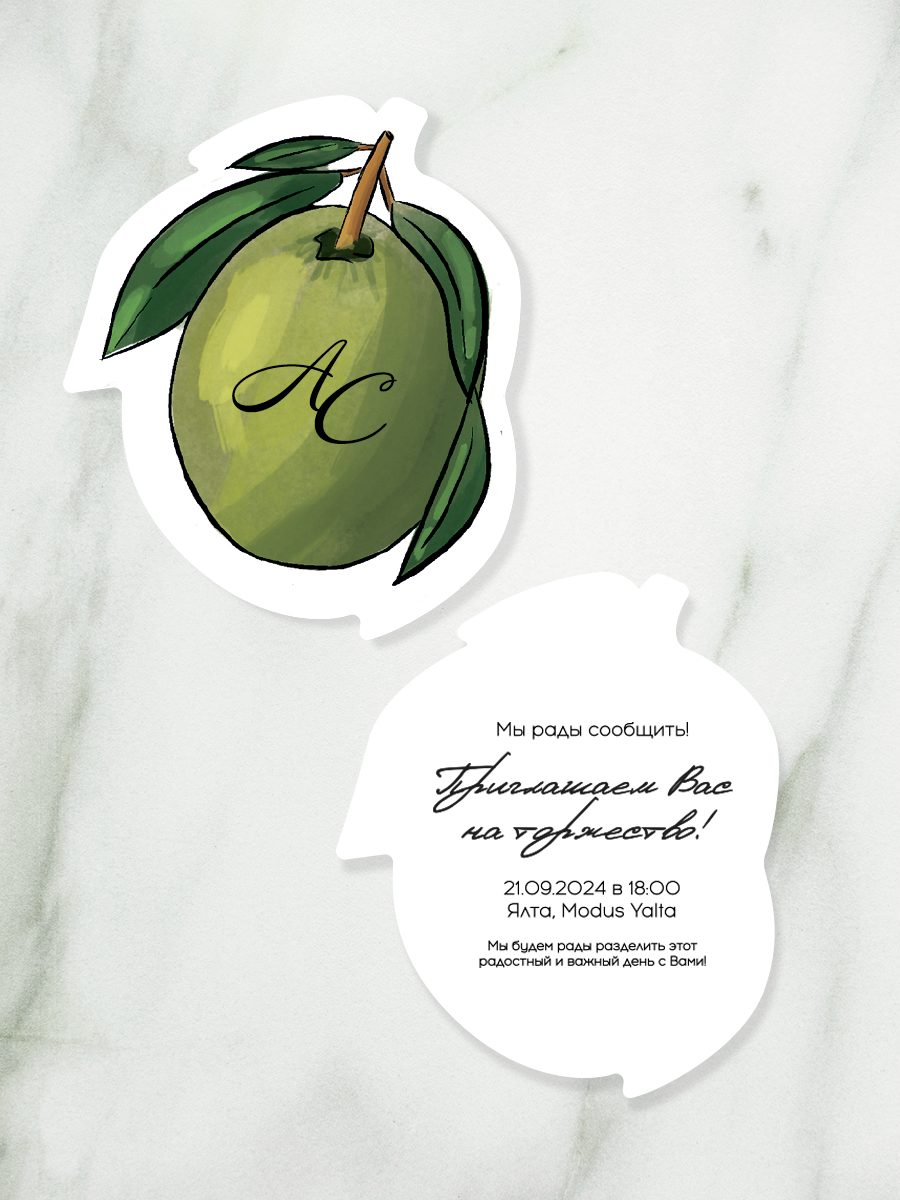 АС
Мы рады сообщить!
Приглашаем Вас
на торжество!
21.09.2024 в 18:00
Ялта, Modus Yalta
Мы будем рады разделить этот
радостный и важный день с Вами!